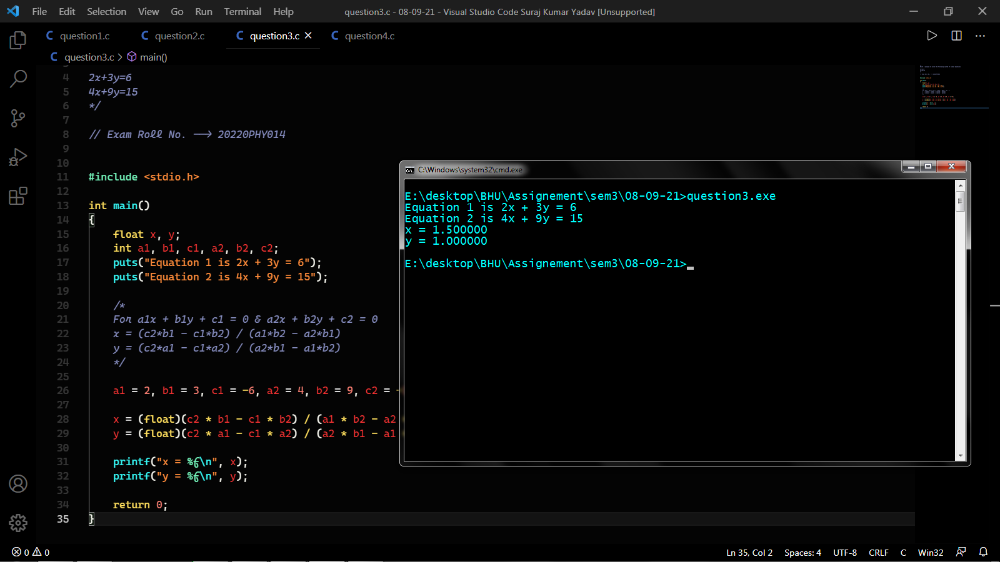 File Edit Selection View Go Run Terminal Help question3.c - 08-09-21 - Visual Studio Code Suraj Kumar Yadav [Unsupported]
C question1.c C question2.c C question3.c C question4.c
C question3.c > main()
4 2x+3y=6
5 4x+9y=15
6 */
7
8 // Exam Roll No. --> 20220PHY014
9
10
11 #include <stdio.h>
12
13 int main()
14 {
15 float x, y;
16 int a1, b1, c1, a2, b2, c2;
17 puts("Equation 1 is 2x + 3y = 6");
18 puts("Equation 2 is 4x + 9y = 15");
19
20 /*
21 For a1x + b1y + c1 = 0 & a2x + b2y + c2 = 0
22 x = (c2*b1 - c1*b2) / (a1*b2 - a2*b1)
23 y = (c2*a1 - c1*a2) / (a2*b1 - a1*b2)
24 */
25
26 a1 = 2, b1 = 3, c1 = -6, a2 = 4, b2 = 9, c2 = -
27
28 x = (float)(c2 * b1 - c1 * b2) / (a1 * b2 - a2
29 y = (float)(c2 * a1 - c1 * a2) / (a2 * b1 - a1
30
31 printf("x = %f\n", x);
32 printf("y = %f\n", y);
33
34 return 0;
35 }
C:\Windows\system32\cmd.exe
E:\desktop\BHU\Assignement\sem3\08-09-21>question3.exe
Equation 1 is 2x + 3y = 6
Equation 2 is 4x + 9y = 15
x = 1.500000
y = 1.000000
E:\desktop\BHU\Assignement\sem3\08-09-21>
0 0 Ln 35, Col 2 Spaces: 4 UTF-8 CRLF C Win32